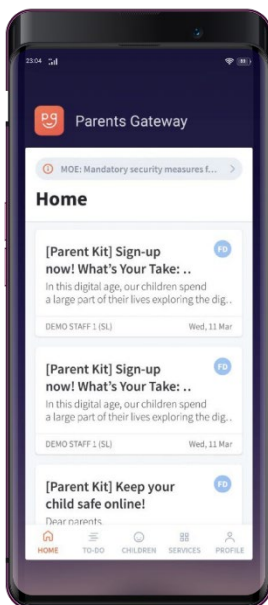 23:04
Parents Gateway
MOE: Mandatory security measures f... >
Home
[Parent Kit] Sign-up FD
now! What's Your Take: ..
In this digital age, our children spend
a large part of their lives exploring the dig..
DEMO STAFF 1 (SL) Wed, 11 Mar
[Parent Kit] Sign-up FD
now! What's Your Take: ..
In this digital age, our children spend
a large part of their lives exploring the dig..
DEMO STAFF 1 (SL) Wed, 11 Mar
[Parent Kit] Keep your FD
child safe online!
Dear parents
HOME TO-DO CHILDREN SERVICES PROFILE